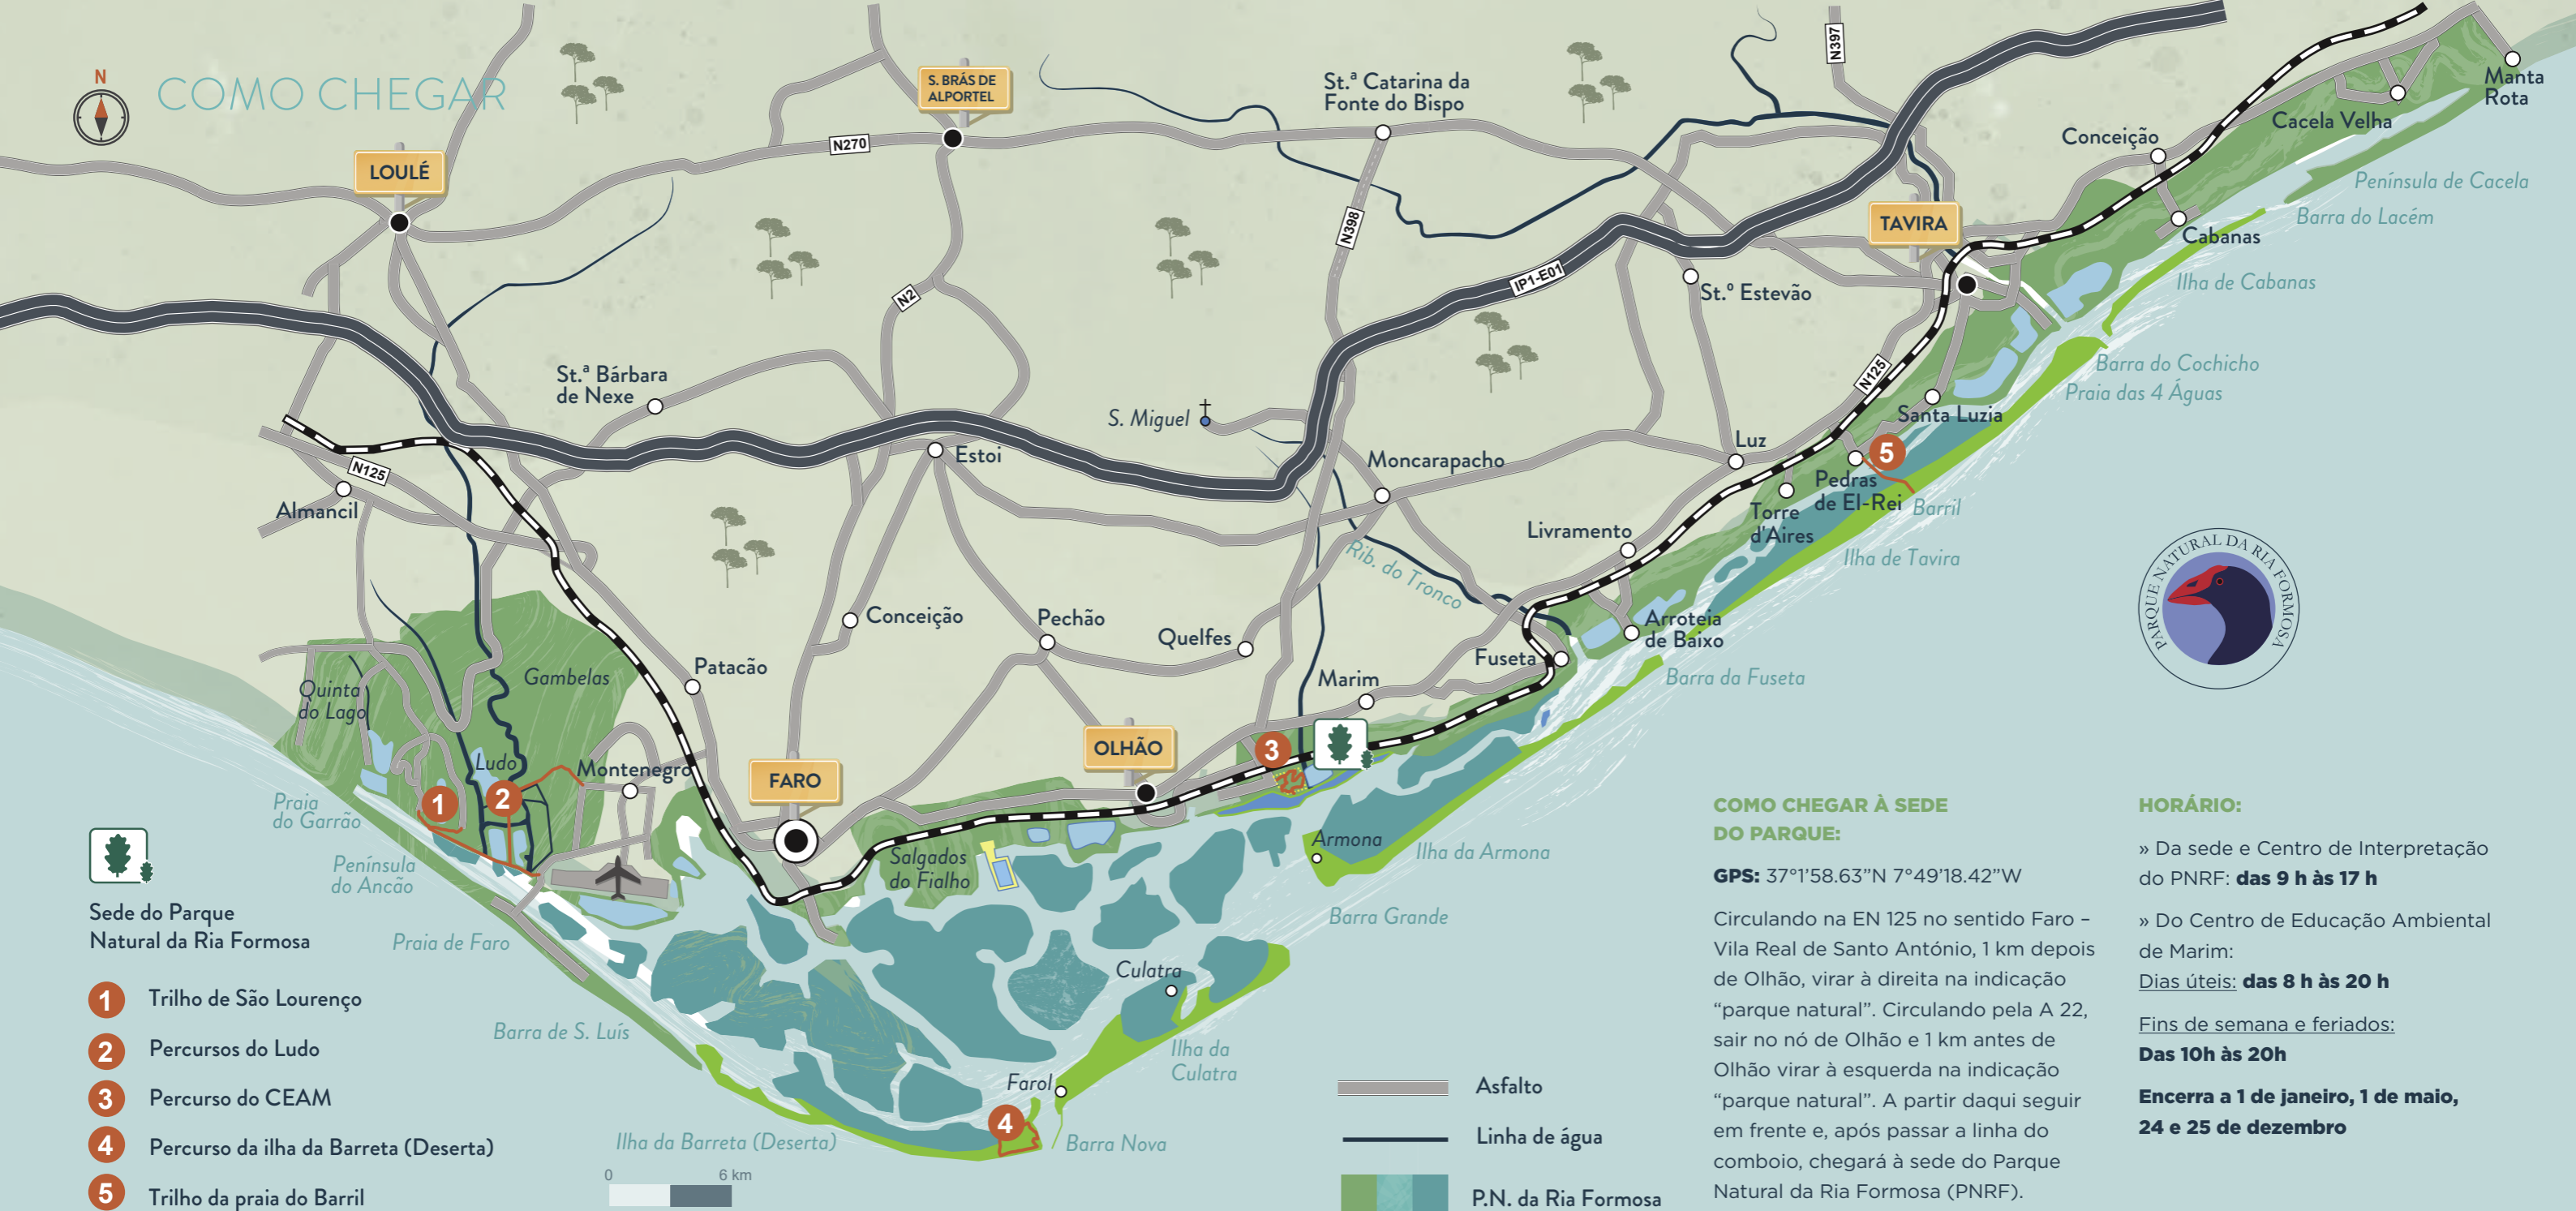 N
COMO CHEGAR
LOULÉ
S. BRÁS DE
ALPORTEL
N270
St.ª Catarina da
Fonte do Bispo
N397
Manta
Rota
Cacela Velha
Conceição
Península de Cacela
Barra do Lacém
TAVIRA
Cabanas
Ilha de Cabanas
N398
IP1-E01
N2
St.º Estevão
Barra do Cochicho
Praia das 4 Águas
N125
Santa Luzia
St.ª Bárbara
de Nexe
S. Miguel
Estoi
Moncarapacho
Luz
5
Pedras
de El-Rei
Barril
Torre
d'Aires
N125
Almancil
Livramento
Ilha de Tavira
Rib. do Tronco
PARQUE NATURAL DA RIA FORMOSA
Conceição
Pechão
Quelfes
Arroteia
de Baixo
Fuseta
Barra da Fuseta
Patacão
Gambelas
Quinta
do Lago
Marim
OLHÃO
3
Ludo
Montenegro
FARO
1
2
Praia
do Garrão
Península
do Ancão
Salgados
do Fialho
Armona
Ilha da Armona
Barra Grande
Praia de Faro
Culatra
Barra de S. Luís
Ilha da
Culatra
Farol
4
Barra Nova
Ilha da Barreta (Deserta)
0 6 km
Sede do Parque
Natural da Ria Formosa
1 Trilho de São Lourenço
2 Percursos do Ludo
3 Percurso do CEAM
4 Percurso da ilha da Barreta (Deserta)
5 Trilho da praia do Barril
Asfalto
Linha de água
P.N. da Ria Formosa
COMO CHEGAR À SEDE
DO PARQUE:
GPS: 37°1’58.63”N 7°49’18.42”W
Circulando na EN 125 no sentido Faro –
Vila Real de Santo António, 1 km depois
de Olhão, virar à direita na indicação
“parque natural”. Circulando pela A 22,
sair no nó de Olhão e 1 km antes de
Olhão virar à esquerda na indicação
“parque natural”. A partir daqui seguir
em frente e, após passar a linha do
comboio, chegará à sede do Parque
Natural da Ria Formosa (PNRF).
HORÁRIO:
» Da sede e Centro de Interpretação
do PNRF: das 9 h às 17 h
» Do Centro de Educação Ambiental
de Marim:
Dias úteis: das 8 h às 20 h
Fins de semana e feriados:
Das 10h às 20h
Encerra a 1 de janeiro, 1 de maio,
24 e 25 de dezembro